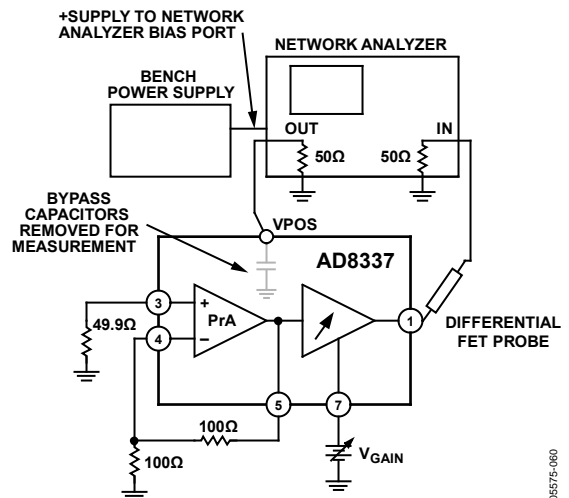 +SUPPLY TO NETWORK
ANALYZER BIAS PORT
NETWORK ANALYZER
BENCH
POWER SUPPLY
OUT
IN
50Ω
50Ω
BYPASS
CAPACITORS
REMOVED FOR
MEASUREMENT
VPOS
AD8337
3
+
PrA
49.9Ω
4
–
1
DIFFERENTIAL
FET PROBE
5
7
100Ω
100Ω
VGAIN
05575-060